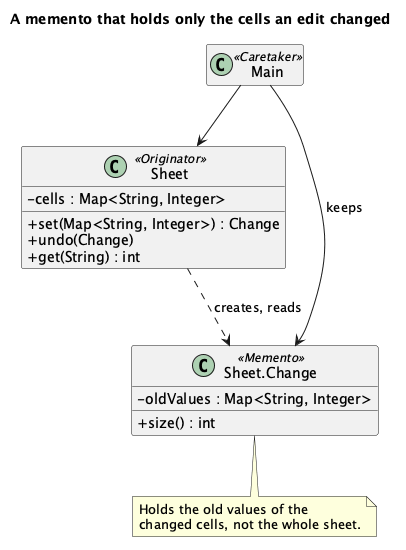 A memento that holds only the cells an edit changed
C
«Caretaker»
Main
C
«Originator»
Sheet
-cells : Map<String, Integer>
+set(Map<String, Integer>) : Change
+undo(Change)
+get(String) : int
keeps
creates, reads
C
«Memento»
Sheet.Change
-oldValues : Map<String, Integer>
+size() : int
Holds the old values of the
changed cells, not the whole sheet.